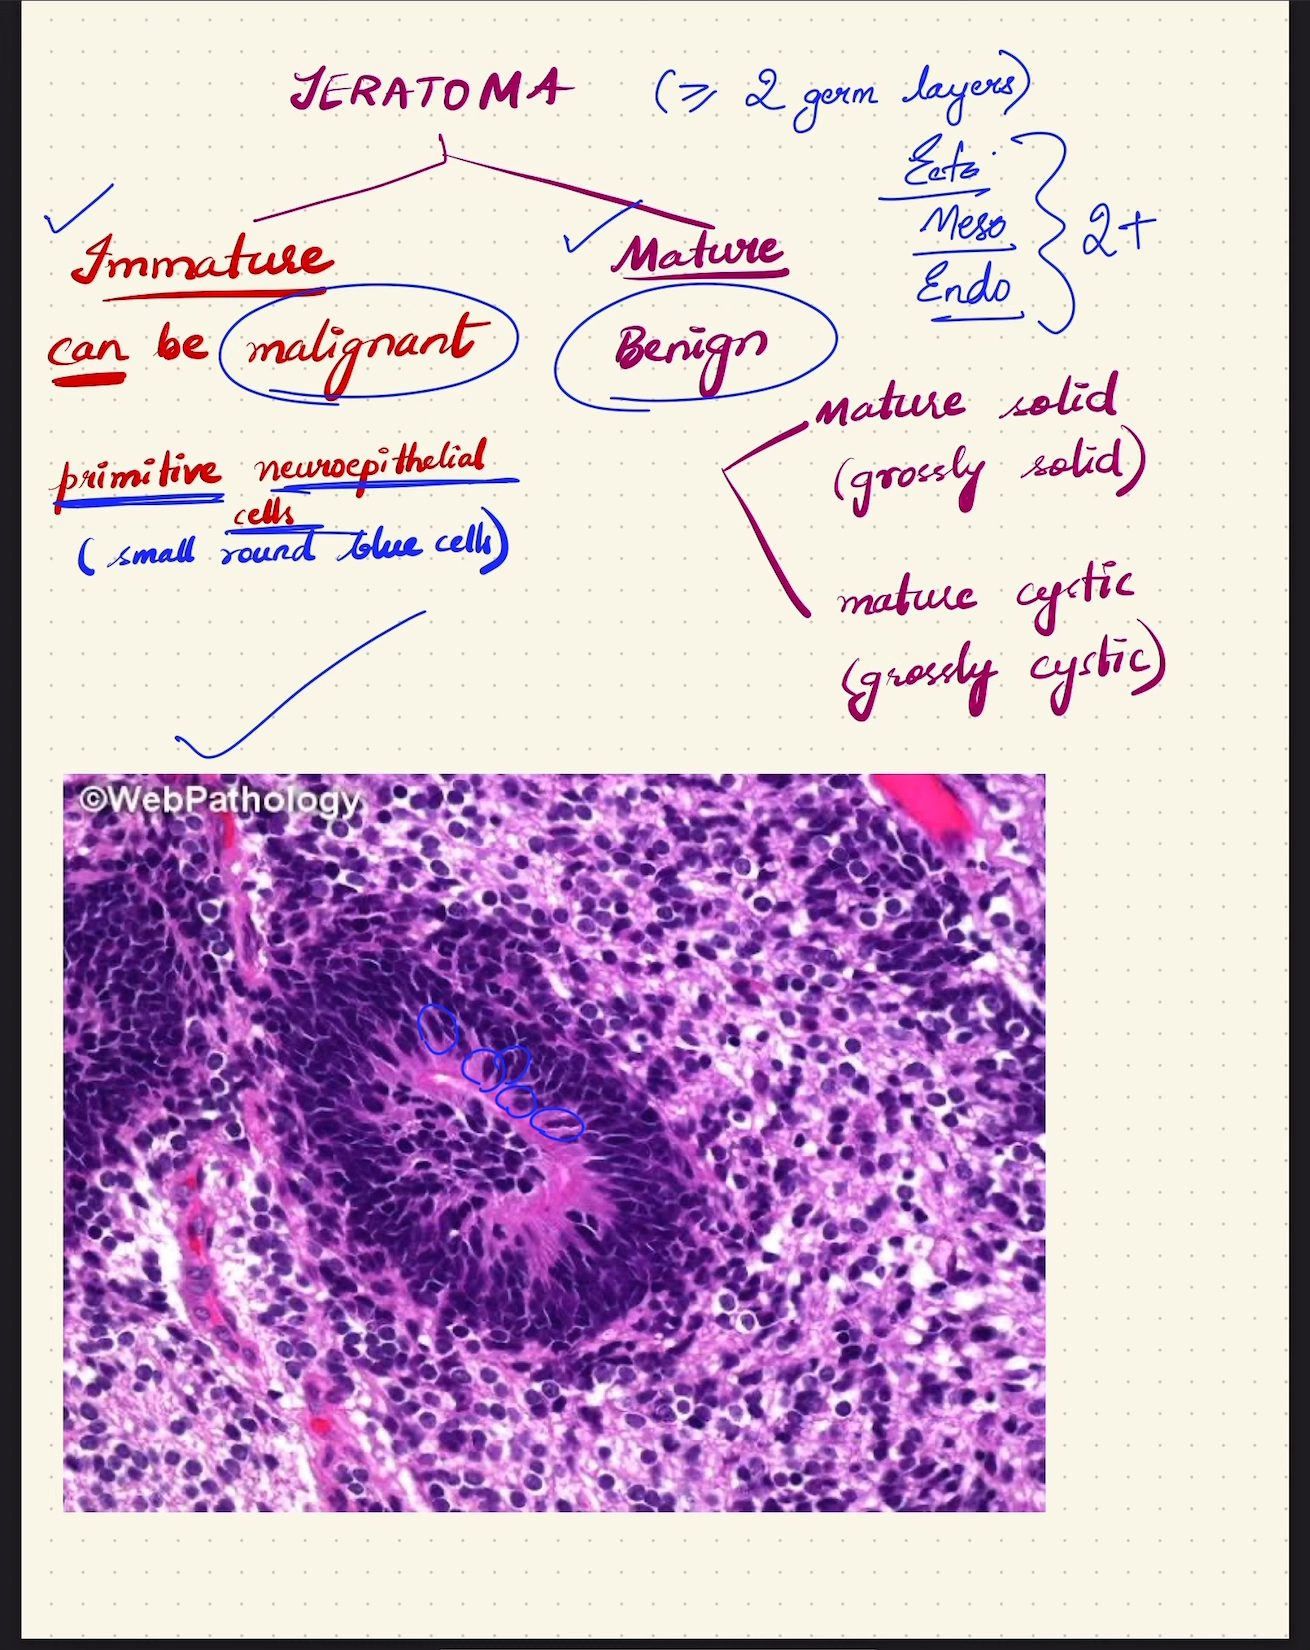 TERATOMA (≥ 2 germ layers)
Ecto
Meso
Endo
2+
Immature
can be malignant
primitive neuroepithelial
cells
(small round blue cells)
Mature
Benign
Mature solid
(grossly solid)
mature cystic
(grossly cystic)
©WebPathology